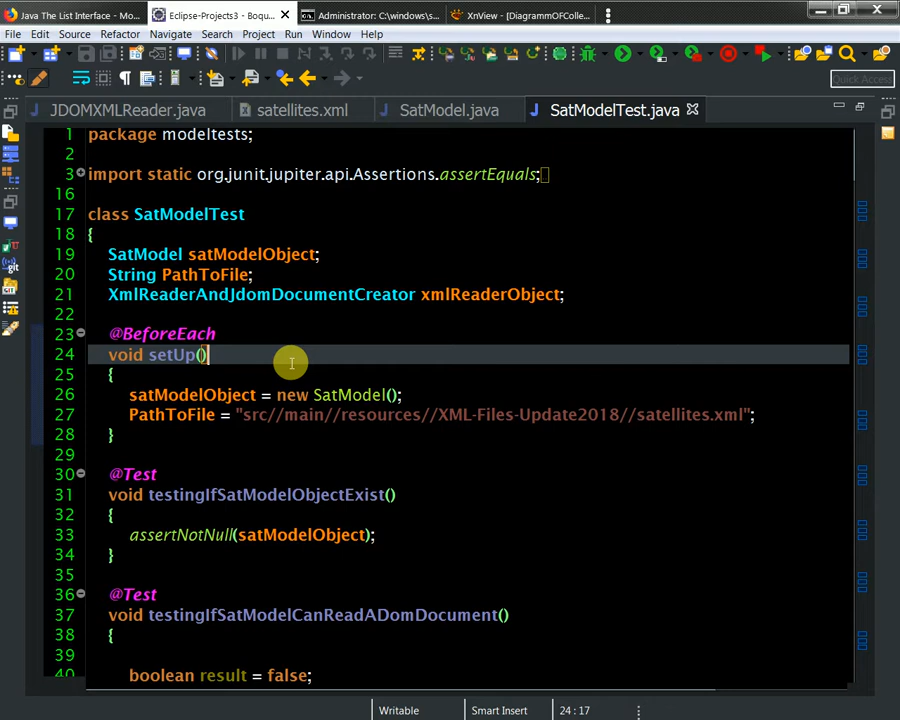 Java The List Interface - Mo...
Eclipse-Projects3 - Boqu...
Administrator: C:\windows\s...
XnView - [DiagrammOfColle...
File Edit Source Refactor Navigate Search Project Run Window Help
Quick Access
JDOMXMLReader.java
satellites.xml
SatModel.java
SatModelTest.java
1 package modeltests;
2
3 import static org.junit.jupiter.api.Assertions.assertEquals;
16
17 class SatModelTest
18 {
19 SatModel satModelObject;
20 String PathToFile;
21 XmlReaderAndJdomDocumentCreator xmlReaderObject;
22
23 @BeforeEach
24 void setUp()
25 {
26 satModelObject = new SatModel();
27 PathToFile = "src//main//resources//XML-Files-Update2018//satellites.xml";
28 }
29
30 @Test
31 void testingIfSatModelObjectExist()
32 {
33 assertNotNull(satModelObject);
34 }
35
36 @Test
37 void testingIfSatModelCanReadADomDocument()
38 {
39
40 boolean result = false;
Writable
Smart Insert
24 : 17